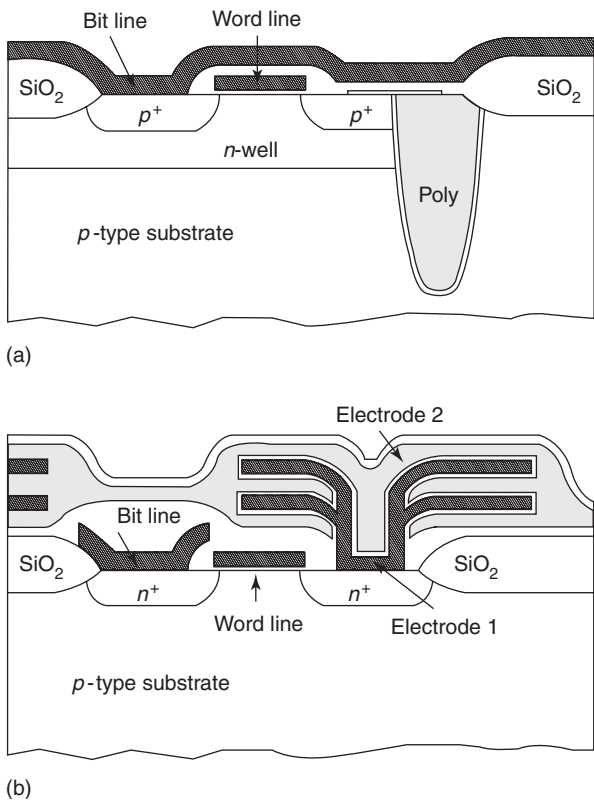 Bit line
Word line
SiO2
SiO2
p+
p+
n-well
Poly
p-type substrate
(a)
Electrode 2
Bit line
SiO2
SiO2
n+
n+
Word line
Electrode 1
p-type substrate
(b)